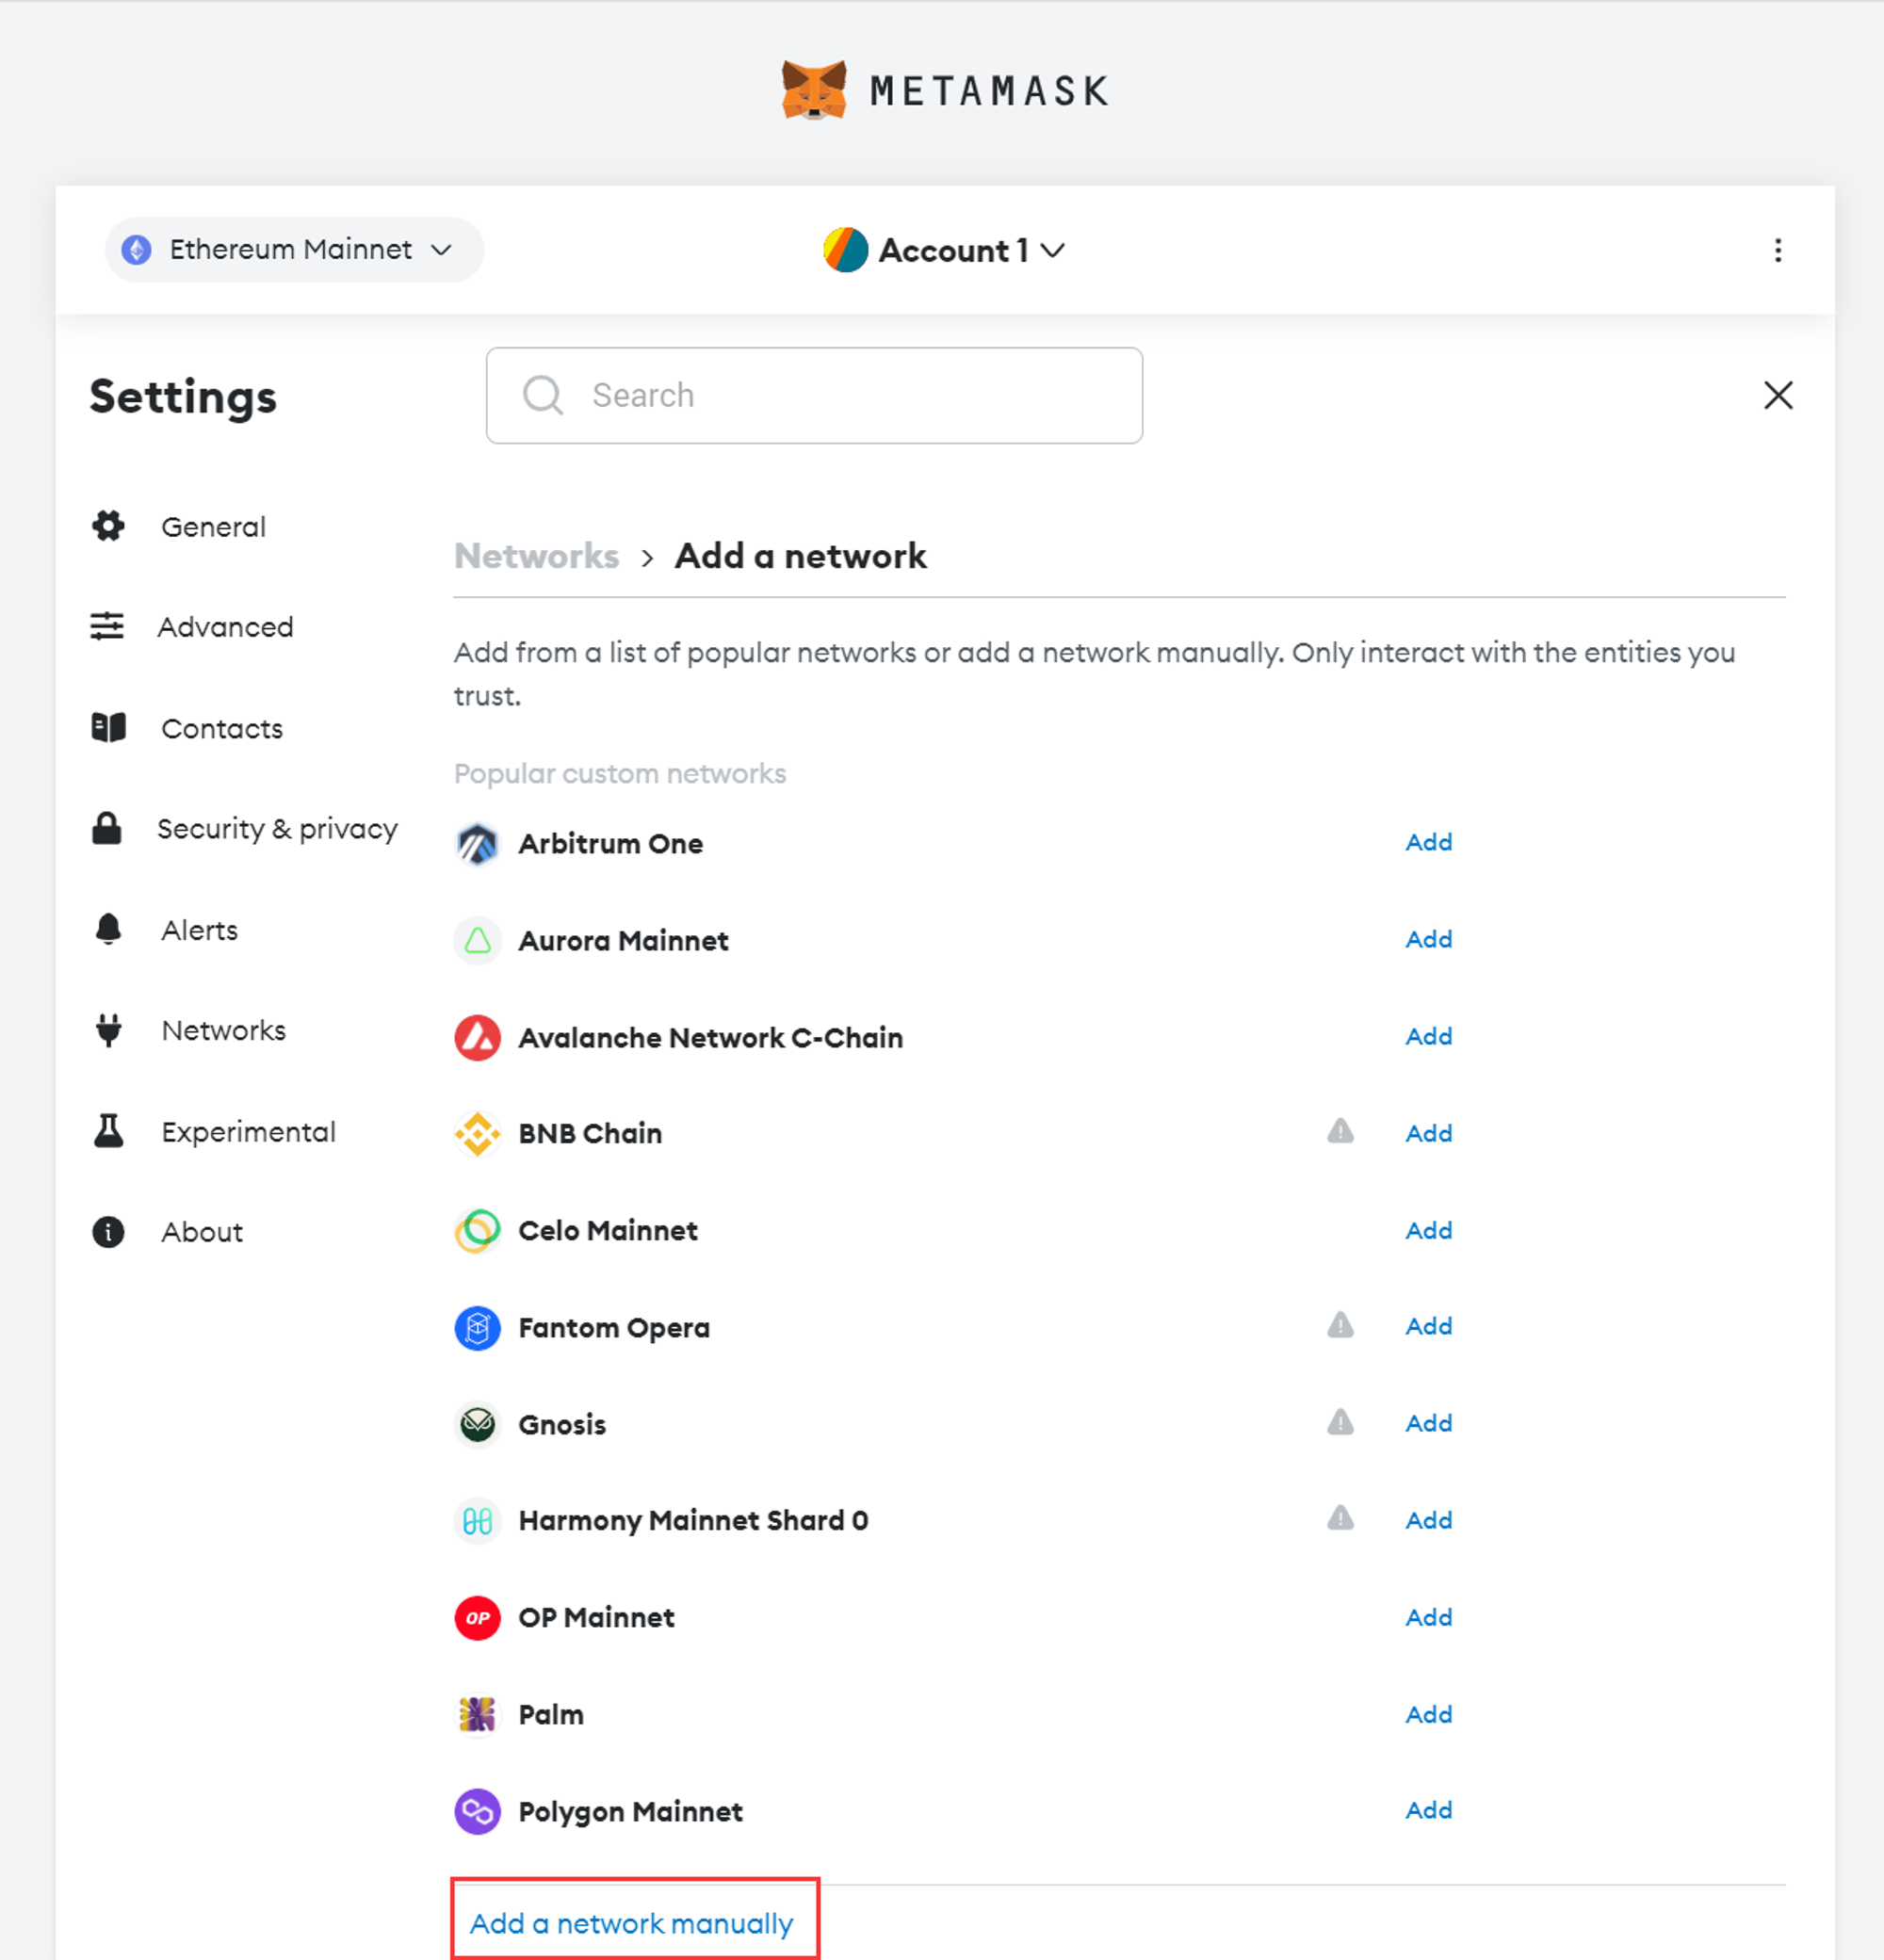 METAMASK
Ethereum Mainnet
Account 1
Settings
Search
General
Advanced
Contacts
Security & privacy
Alerts
Networks
Experimental
About
Networks > Add a network
Add from a list of popular networks or add a network manually. Only interact with the entities you
trust.
Popular custom networks
Arbitrum One Add
Aurora Mainnet Add
Avalanche Network C-Chain Add
BNB Chain Add
Celo Mainnet Add
Fantom Opera Add
Gnosis Add
Harmony Mainnet Shard 0 Add
OP OP Mainnet Add
Palm Add
Polygon Mainnet Add
Add a network manually